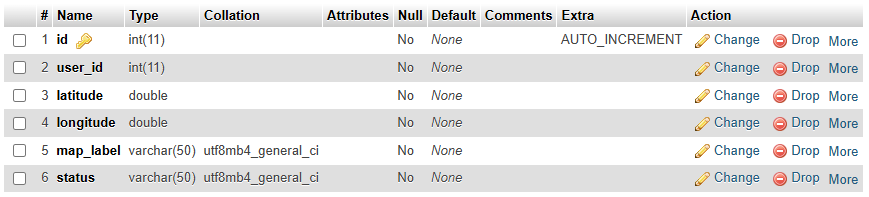 # Name Type Collation Attributes Null Default Comments Extra Action
1 id int(11) No None AUTO_INCREMENT Change Drop More
2 user_id int(11) No None Change Drop More
3 latitude double No None Change Drop More
4 longitude double No None Change Drop More
5 map_label varchar(50) utf8mb4_general_ci No None Change Drop More
6 status varchar(50) utf8mb4_general_ci No None Change Drop More